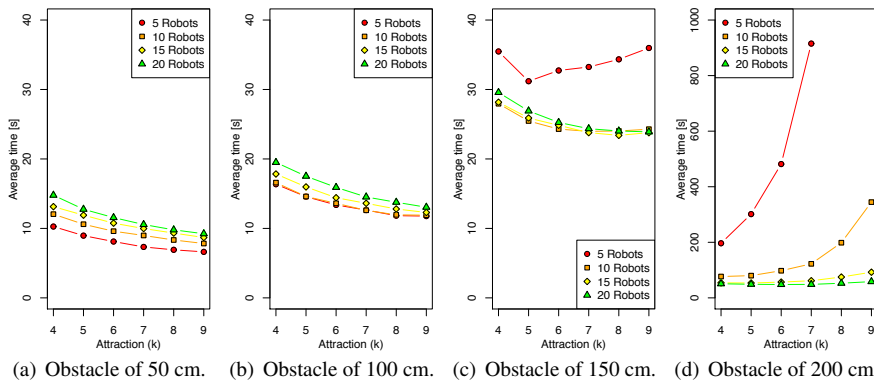 5 Robots
10 Robots
15 Robots
20 Robots
Average time [s]
0 10 20 30 40
4 5 6 7 8 9
Attraction (k)
(a) Obstacle of 50 cm.
5 Robots
10 Robots
15 Robots
20 Robots
Average time [s]
0 10 20 30 40
4 5 6 7 8 9
Attraction (k)
(b) Obstacle of 100 cm.
5 Robots
10 Robots
15 Robots
20 Robots
Average time [s]
0 10 20 30 40
4 5 6 7 8 9
Attraction (k)
(c) Obstacle of 150 cm.
5 Robots
10 Robots
15 Robots
20 Robots
Average time [s]
0 200 400 600 800 1000
4 5 6 7 8 9
Attraction (k)
(d) Obstacle of 200 cm